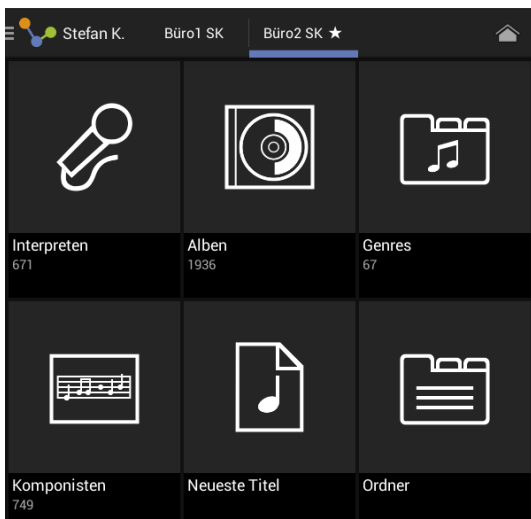 Stefan K.
Büro1 SK
Büro2 SK ★
Interpreten
671
Alben
1936
Genres
67
Komponisten
749
Neueste Titel
Ordner